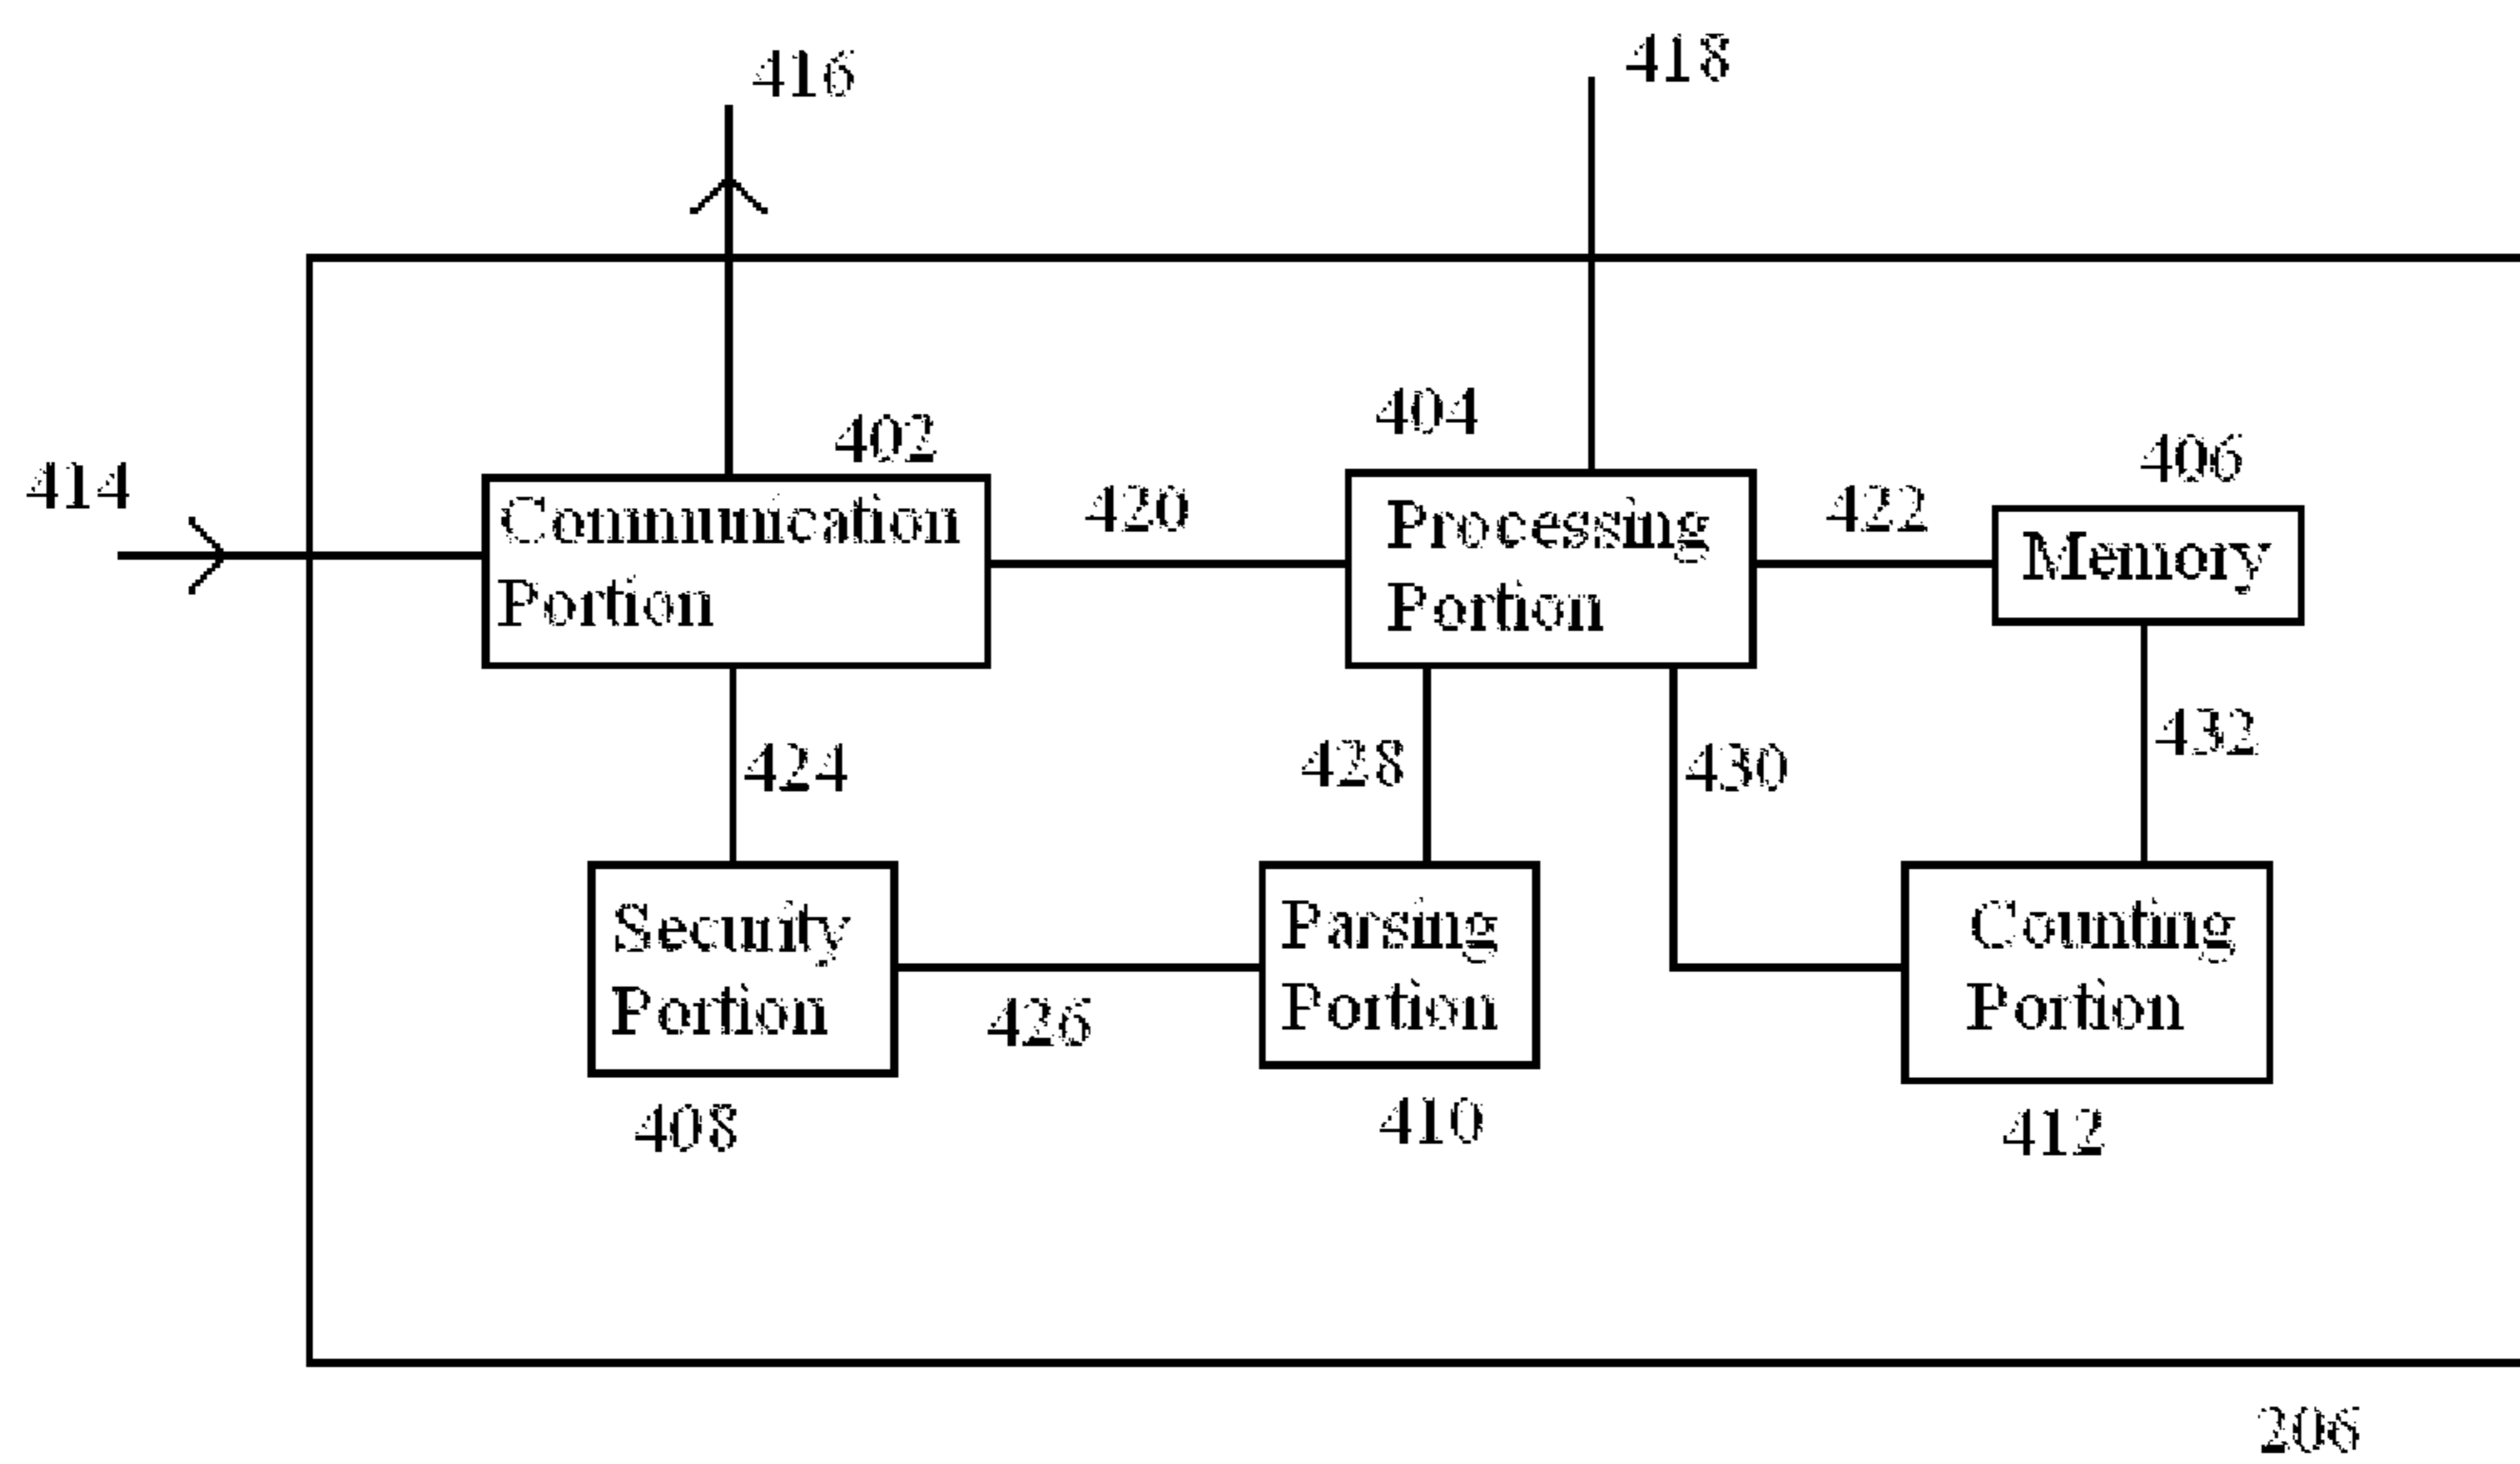 416
418
402
404
406
414
420
422
Communication
Portion
Processing
Portion
Memory
424
428
430
432
Security
Portion
Parsing
Portion
Counting
Portion
426
408
410
412
206